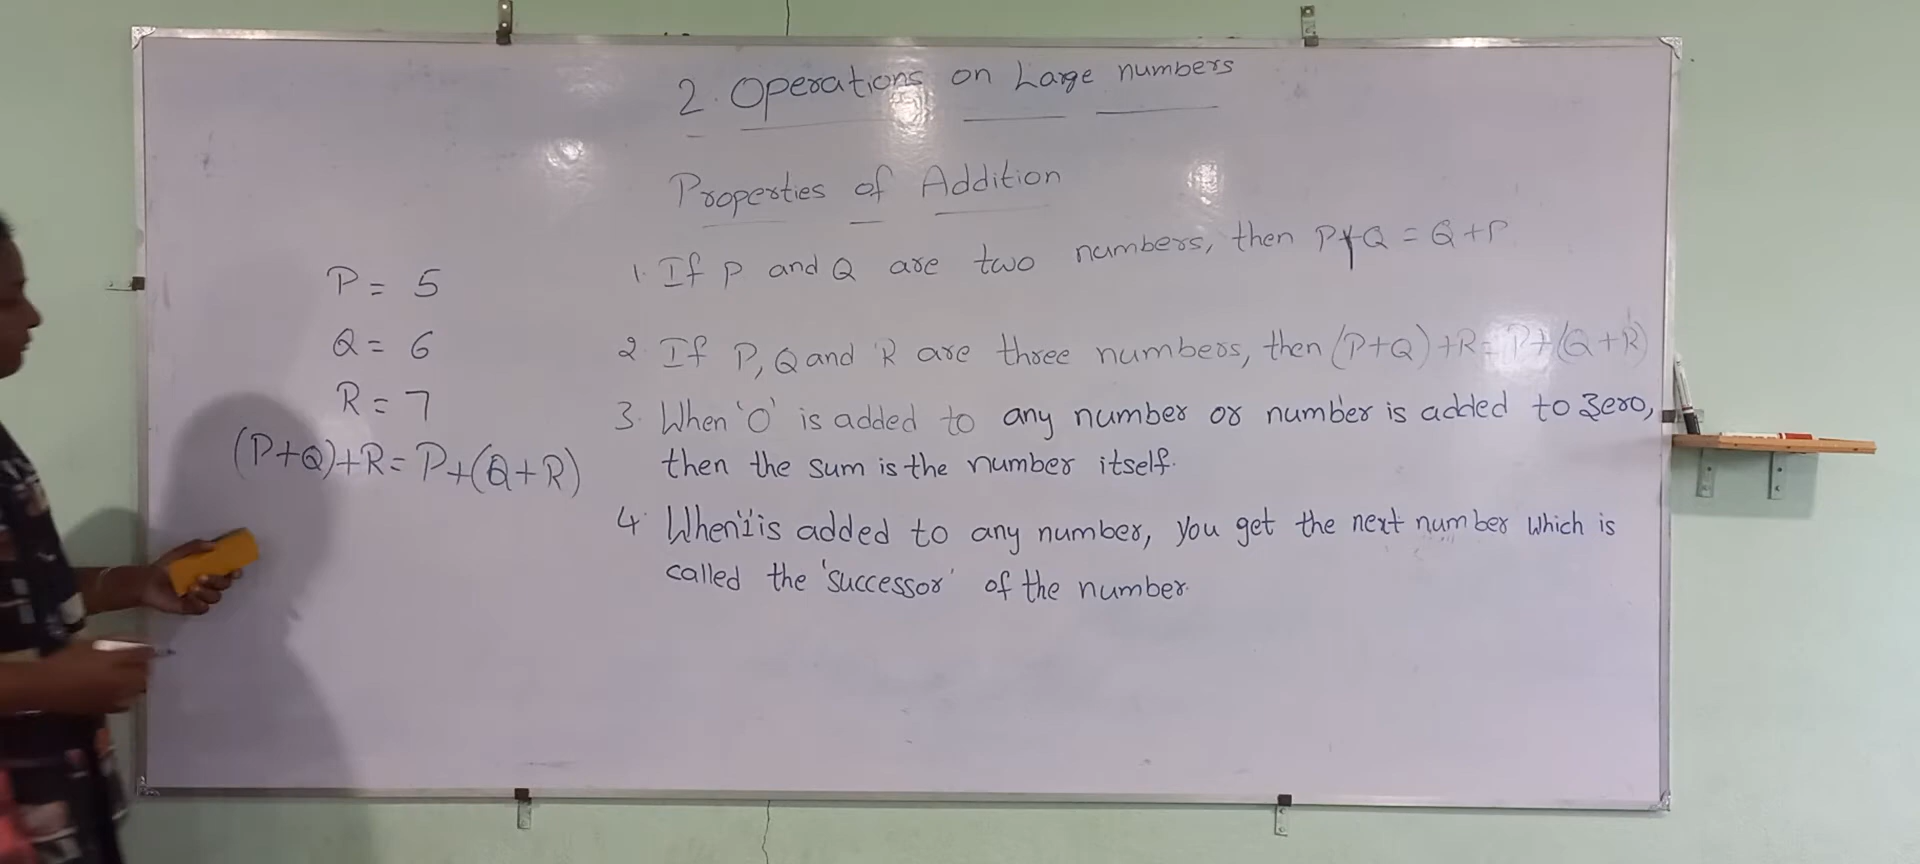 2. Operations on Large numbers
Properties of Addition
1. If P and Q are two numbers, then P+Q = Q+P
2. If P, Q and R are three numbers, then (P+Q)+R=P+(Q+R)
3. When '0' is added to any number or number is added to zero,
then the sum is the number itself.
4. When '1' is added to any number, you get the next number which is
called the 'successor' of the number.
P = 5
Q = 6
R = 7
(P+Q)+R = P+(Q+R)